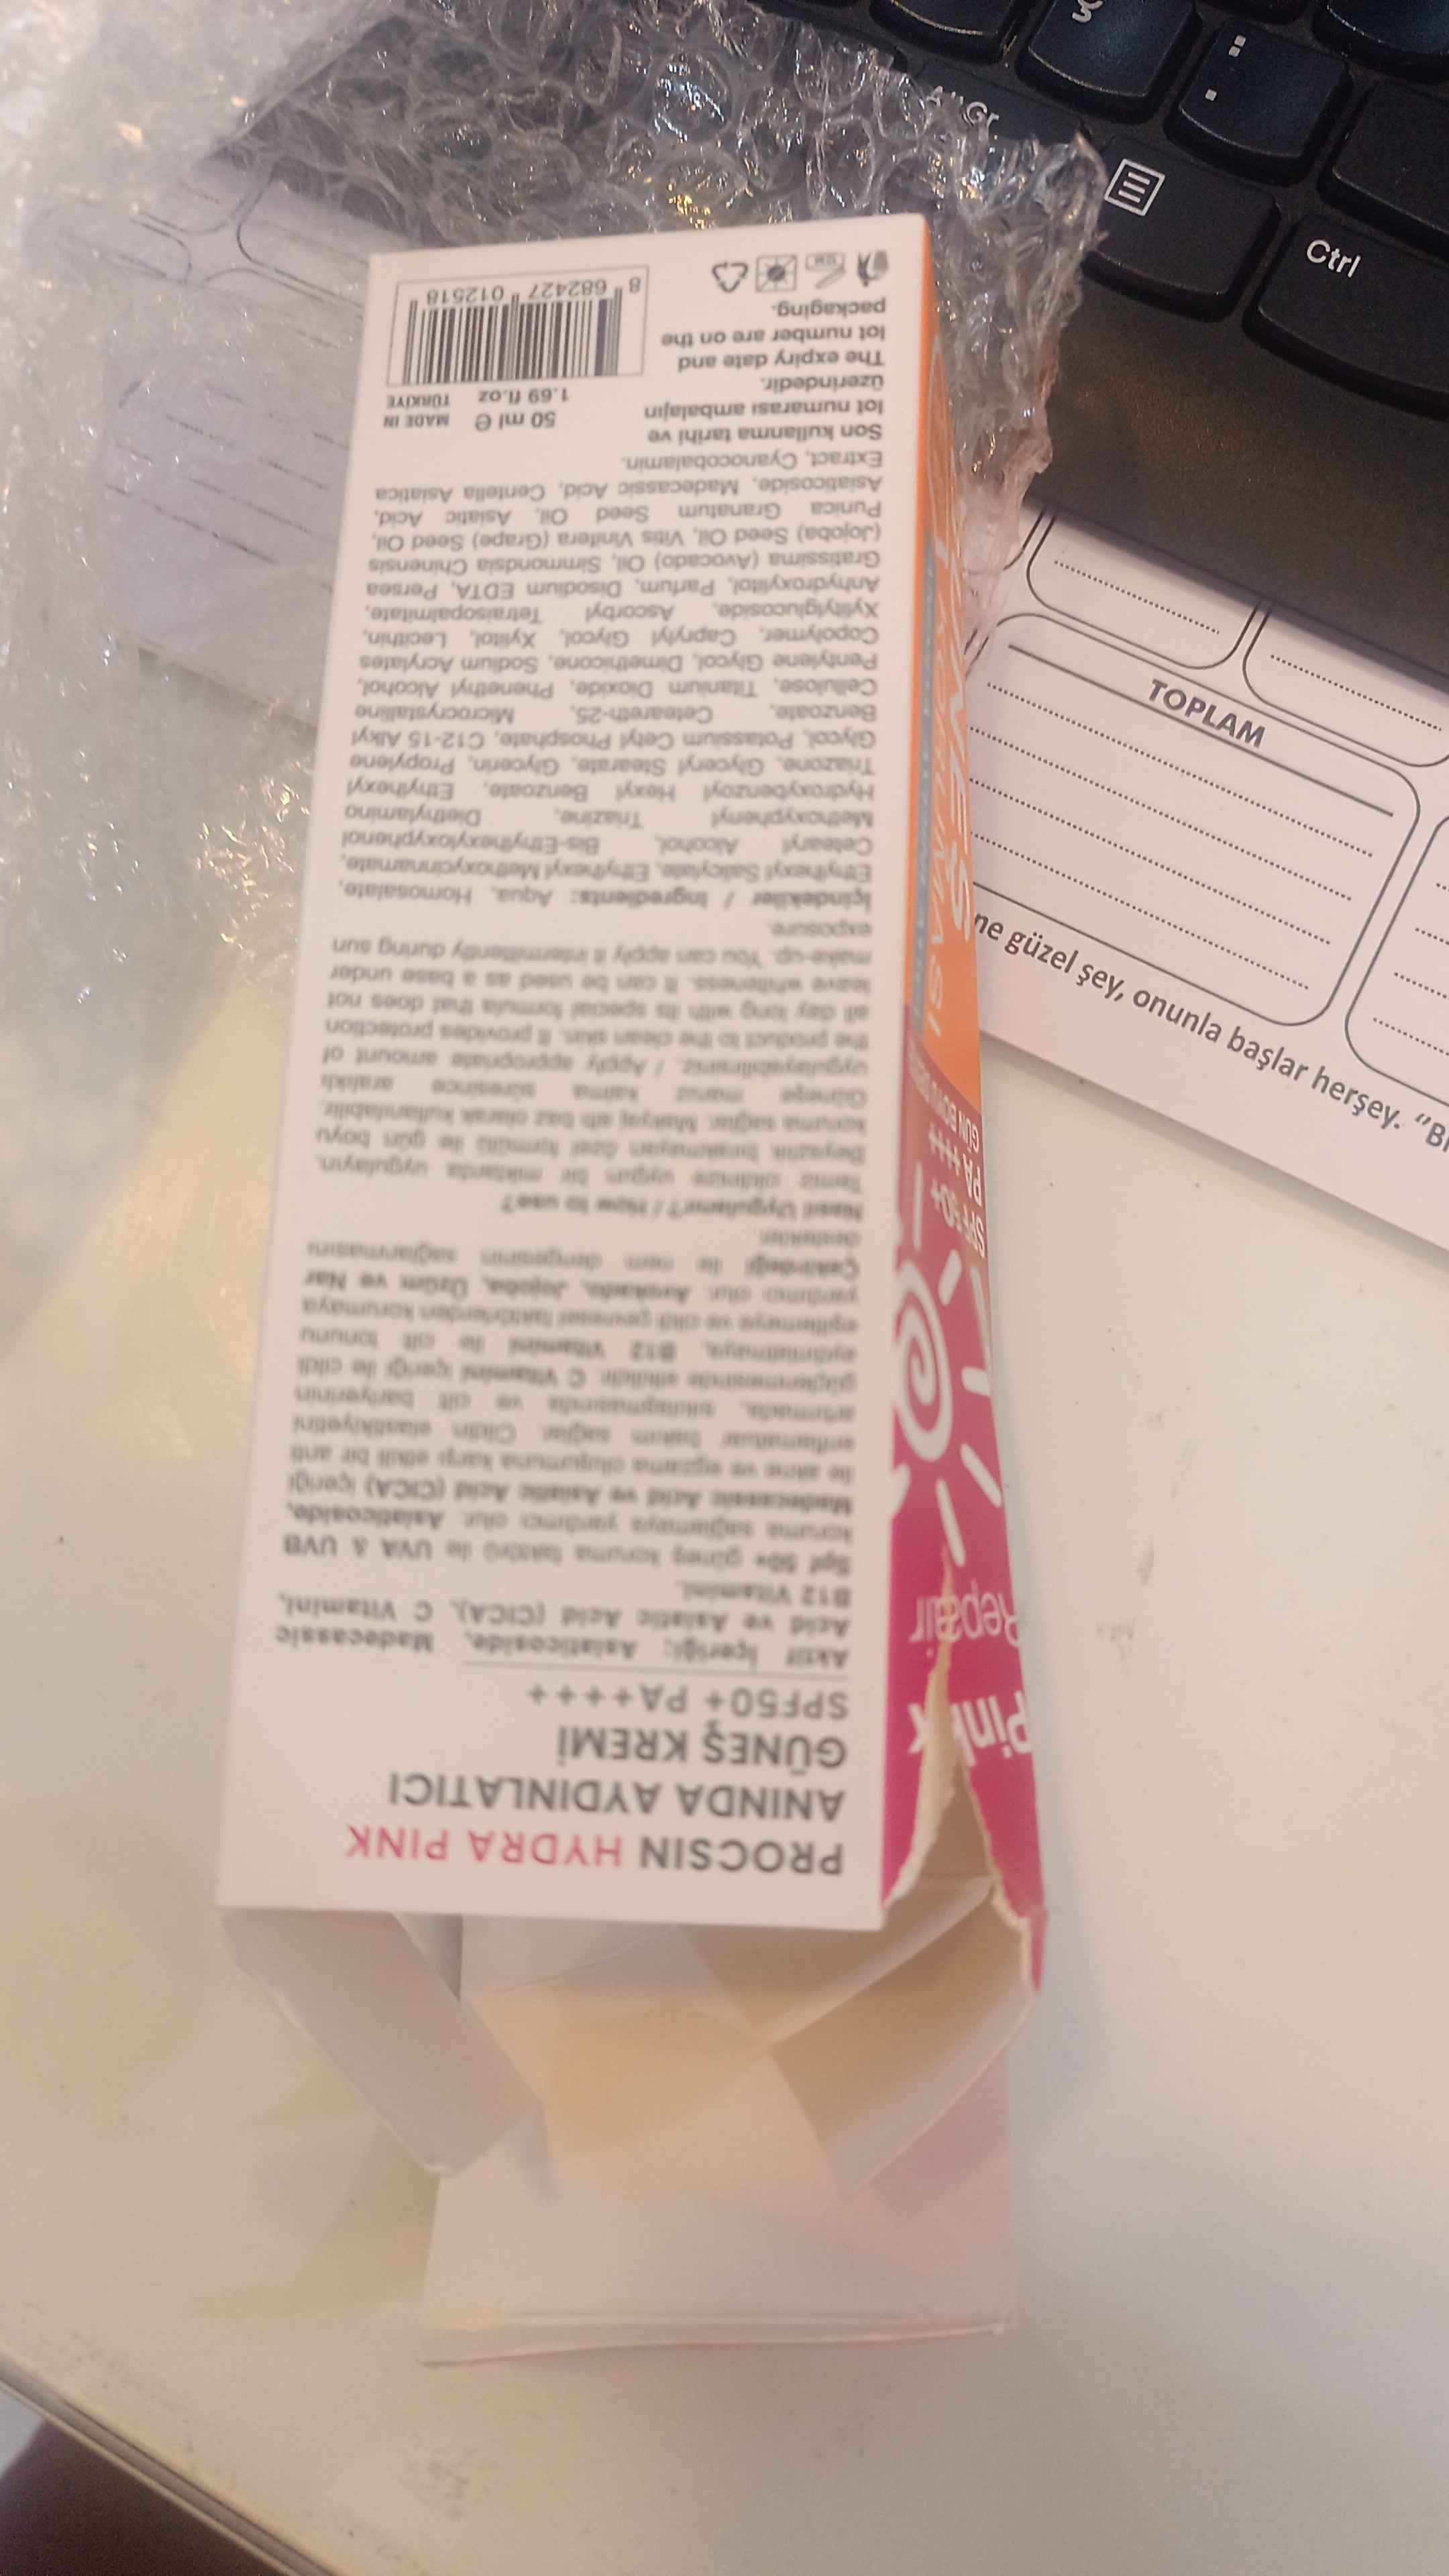 PROCSIN HYDRA PINK
ANINDA AYDINLATICI
GÜNEŞ KREMİ
SPF50+ PA++++
Aktif İçeriği: Asiaticoside, Madecassic
Acid ve Asiatic Acid (CICA), C Vitamini,
B12 Vitamini.
Spf 50+ güneş koruma faktörü ile UVA & UVB
koruma sağlamaya yardımcı olur. Asiaticoside,
Madecassic Acid ve Asiatic Acid (CICA) içeriği
ile akne ve egzama oluşumuna karşı etkili bir anti
enflamatuar bakım sağlar. Cildin elastikiyetini
artırmada, sıkılaşmasında ve cilt bariyerinin
güçlenmesinde etkilidir. C Vitamini içeriği ile cildi
aydınlatmaya, B12 Vitamini ile cilt tonunu
eşitlemeye ve cildi çevresel faktörlerden korumaya
yardımcı olur. Avokado, Jojoba, Üzüm ve Nar
Çekirdeği ile nem dengesinin sağlanmasını
destekler.
Nasıl Uygulanır? / How to use?
Temiz cildinize uygun bir miktarda uygulayın.
Beyazlık bırakmayan özel formülü ile gün boyu
koruma sağlar. Makyaj altı baz olarak kullanılabilir.
Güneşe maruz kalma süresince aralıklı
uygulayabilirsiniz. / Apply appropriate amount of
the product to the clean skin. It provides protection
all day long with its special formula that does not
leave whiteness. It can be used as a base under
make-up. You can apply it intermittently during sun
exposure.
İçindekiler / Ingredients: Aqua, Homosalate,
Ethylhexyl Salicylate, Ethylhexyl Methoxycinnamate,
Cetearyl Alcohol, Bis-Ethylhexyloxyphenol
Methoxyphenyl Triazine, Diethylamino
Hydroxybenzoyl Hexyl Benzoate, Ethylhexyl
Triazone, Glyceryl Stearate, Glycerin, Propylene
Glycol, Potassium Cetyl Phosphate, C12-15 Alkyl
Benzoate, Ceteareth-25, Microcrystalline
Cellulose, Titanium Dioxide, Phenethyl Alcohol,
Pentylene Glycol, Dimethicone, Sodium Acrylates
Copolymer, Caprylyl Glycol, Xylitol, Lecithin,
Xylitylglucoside, Ascorbyl Tetraisopalmitate,
Anhydroxylitol, Parfum, Disodium EDTA, Persea
Gratissima (Avocado) Oil, Simmondsia Chinensis
(Jojoba) Seed Oil, Vitis Vinifera (Grape) Seed Oil,
Punica Granatum Seed Oil, Asiatic Acid,
Asiaticoside, Madecassic Acid, Centella Asiatica
Extract, Cyanocobalamin.
Son kullanma tarihi ve
lot numarası ambalajın
üzerindedir.
The expiry date and
lot number are on the
packaging.
50 ml e
1.69 fl.oz
MADE IN
TÜRKİYE
8 682427 012518
12M
Pink
Repair
SPF 50+
PA ++++
GÜN BOYU
TOPLAM
ne güzel şey, onunla başlar herşey. "Bi
Ctrl